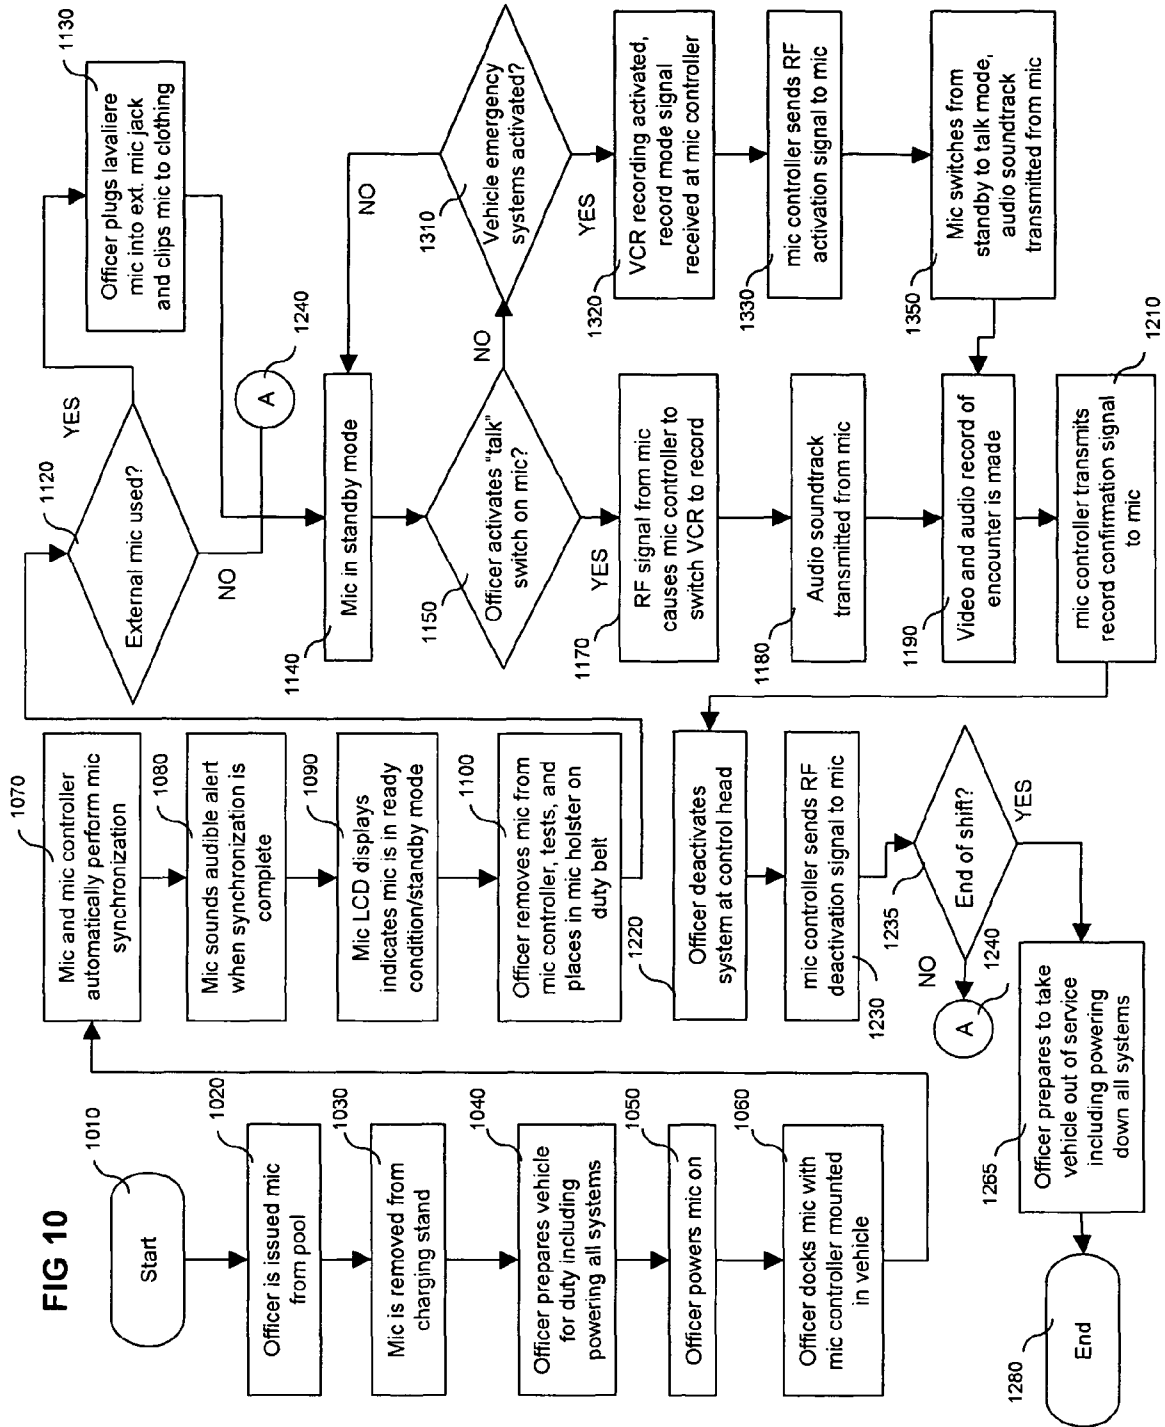 FIG 10
1010
Start
1020
Officer is issued mic
from pool
1030
Mic is removed from
charging stand
1040
Officer prepares vehicle
for duty including
powering all systems
1050
Officer powers mic on
1060
Officer docks mic with
mic controller mounted
in vehicle
1070
Mic and mic controller
automatically perform mic
synchronization
1080
Mic sounds audible alert
when synchronization is
complete
1090
Mic LCD displays
indicates mic is in ready
condition/standby mode
1100
Officer removes mic from
mic controller, tests, and
places in mic holster on
duty belt
1120
External mic used?
YES
NO
1130
Officer plugs lavaliere
mic into ext. mic jack
and clips mic to clothing
A
1240
1140
Mic in standby mode
1150
Officer activates "talk"
switch on mic?
NO
YES
1310
Vehicle emergency
systems activated?
NO
YES
1320
VCR recording activated,
record mode signal
received at mic controller
1330
mic controller sends RF
activation signal to mic
1350
Mic switches from
standby to talk mode,
audio soundtrack
transmitted from mic
1170
RF signal from mic
causes mic controller to
switch VCR to record
1180
Audio soundtrack
transmitted from mic
1190
Video and audio record of
encounter is made
1210
mic controller transmits
record confirmation signal
to mic
1220
Officer deactivates
system at control head
1230
mic controller sends RF
deactivation signal to mic
1235
End of shift?
NO
YES
A
1240
1265
Officer prepares to take
vehicle out of service
including powering
down all systems
1280
End